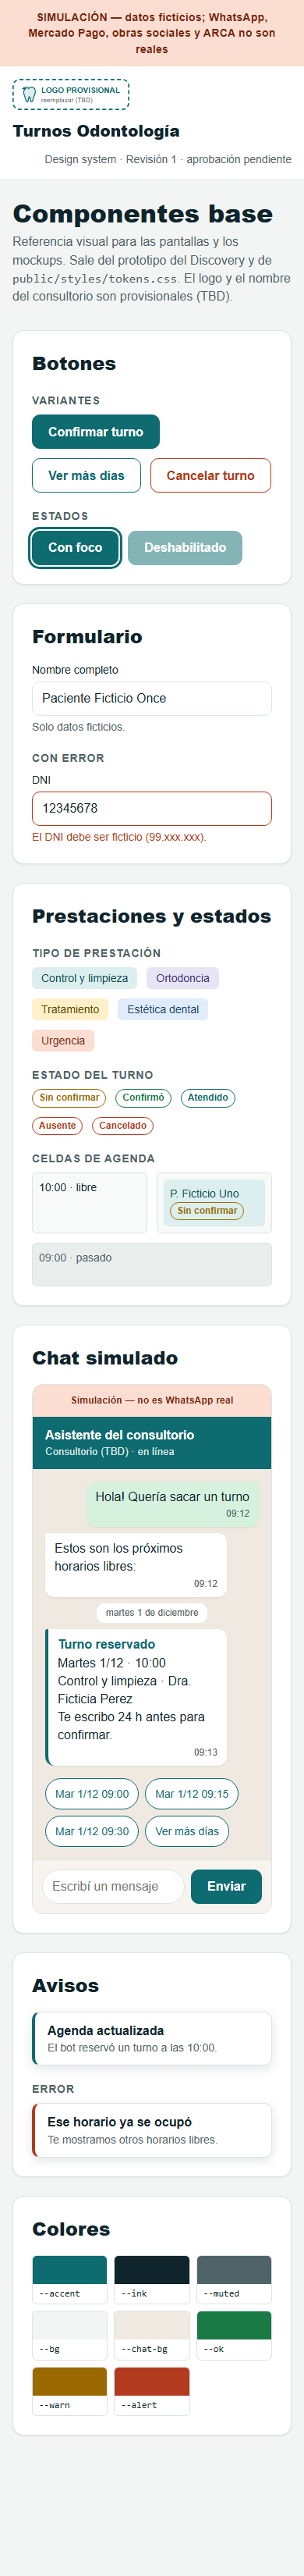 SIMULACIÓN — datos ficticios; WhatsApp,
Mercado Pago, obras sociales y ARCA no son
reales
LOGO PROVISIONAL
reemplazar (TBD)
Turnos Odontología
Design system · Revisión 1 · aprobación pendiente
Componentes base
Referencia visual para las pantallas y los
mockups. Sale del prototipo del Discovery y de
public/styles/tokens.css. El logo y el nombre
del consultorio son provisionales (TBD).
Botones
VARIANTES
Confirmar turno
Ver más días
Cancelar turno
ESTADOS
Con foco
Deshabilitado
Formulario
Nombre completo
Paciente Ficticio Once
Solo datos ficticios.
CON ERROR
DNI
12345678
El DNI debe ser ficticio (99.xxx.xxx).
Prestaciones y estados
TIPO DE PRESTACIÓN
Control y limpieza
Ortodoncia
Tratamiento
Estética dental
Urgencia
ESTADO DEL TURNO
Sin confirmar
Confirmó
Atendido
Ausente
Cancelado
CELDAS DE AGENDA
10:00 · libre
P. Ficticio Uno
Sin confirmar
09:00 · pasado
Chat simulado
Simulación — no es WhatsApp real
Asistente del consultorio
Consultorio (TBD) · en línea
Hola! Quería sacar un turno
09:12
Estos son los próximos
horarios libres:
09:12
martes 1 de diciembre
Turno reservado
Martes 1/12 · 10:00
Control y limpieza · Dra.
Ficticia Perez
Te escribo 24 h antes para
confirmar.
09:13
Mar 1/12 09:00
Mar 1/12 09:15
Mar 1/12 09:30
Ver más días
Escribí un mensaje
Enviar
Avisos
Agenda actualizada
El bot reservó un turno a las 10:00.
ERROR
Ese horario ya se ocupó
Te mostramos otros horarios libres.
Colores
--accent
--ink
--muted
--bg
--chat-bg
--ok
--warn
--alert